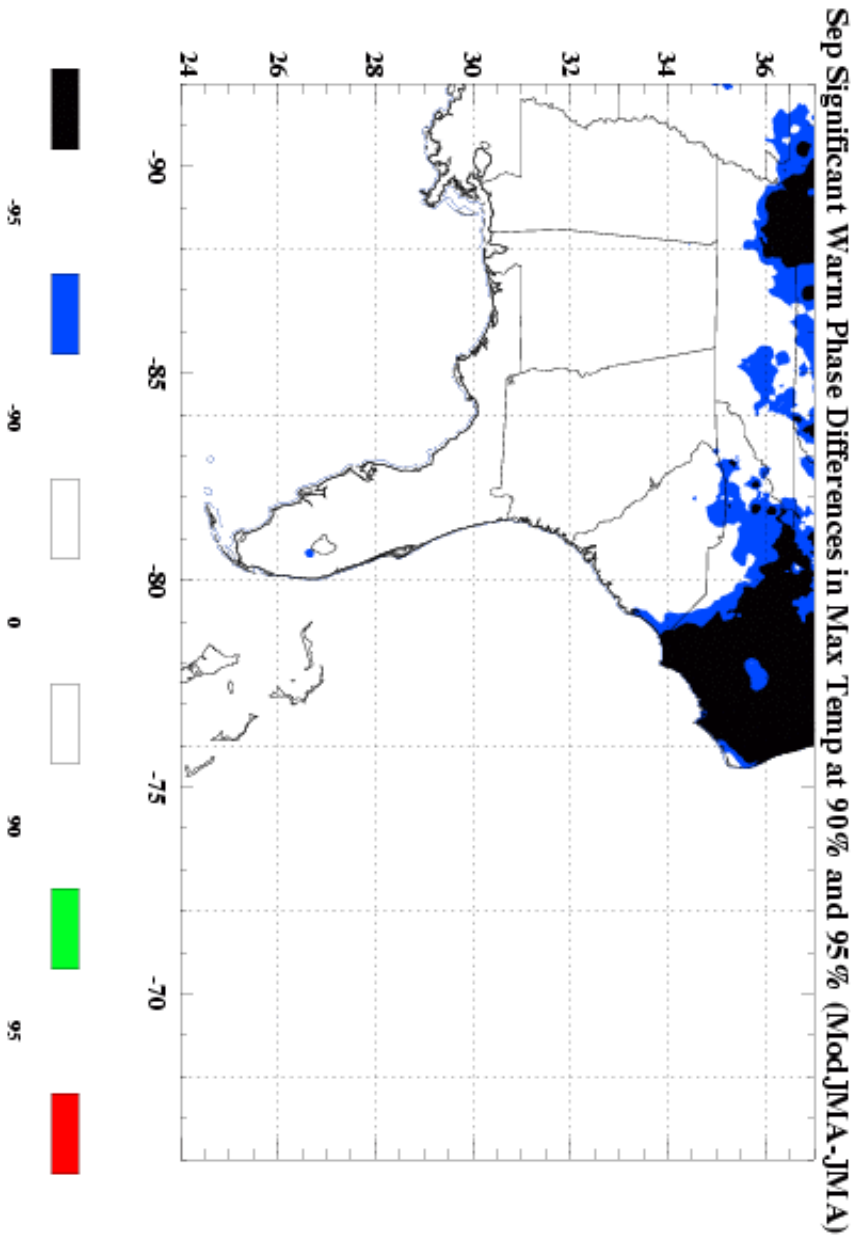 Sep Significant Warm Phase Differences in Max Temp at 90% and 95% (ModJMA-JMA)
36
34
32
30
28
26
24
-90 -85 -80 -75 -70
-95 -90 0 90 95